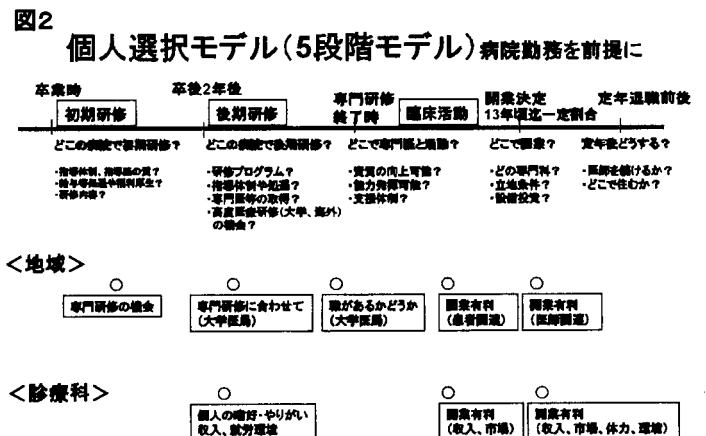 図2
個人選択モデル(5段階モデル)病院勤務を前提に
卒業時
卒後2年後
専門研修終了時
開業決定
13年頃迄一定割合
定年退職前後
初期研修
後期研修
臨床活動
どこの病院で初期研修?
・指導体制、指導医の質?
・給与等処遇や福利厚生?
・研修内容?
どこの病院で後期研修?
・研修プログラム?
・指導体制や処遇?
・専門医等の取得?
・高度医療研修(大学、海外)
の機会?
どこで専門医と活動?
・資質の向上可能?
・能力発揮可能?
・支援体制?
どこで開業?
・どの専門科?
・立地条件?
・設備投資?
定年後どうする?
・医師を続けるか?
・どこで住むか?
<地域>
○
○
○
○
○
専門研修の機会
専門研修に合わせて
(大学医局)
職があるかどうか
(大学医局)
開業有利
(患者関連)
開業有利
(医師関連)
<診療科>
○
○
○
個人の嗜好・やりがい
収入、就労環境
開業有利
(収入、市場)
開業有利
(収入、市場、体力、環境)